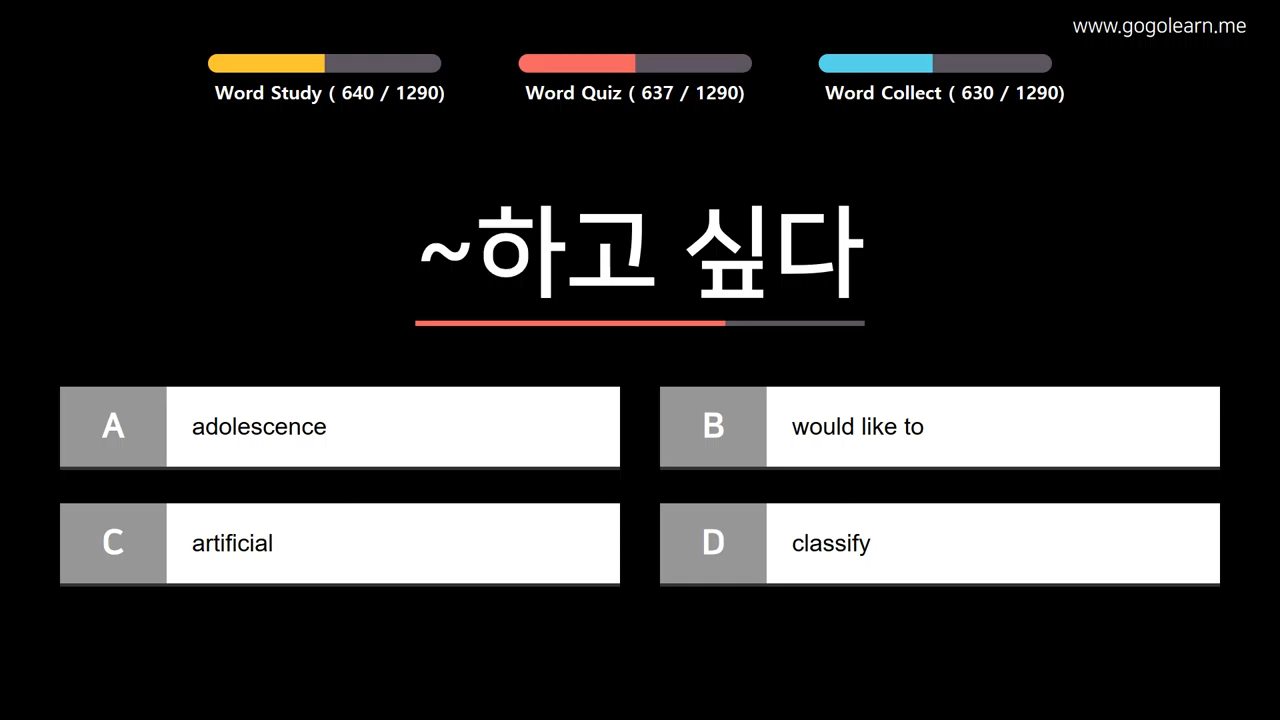 www.gogolearn.me
Word Study ( 640 / 1290)
Word Quiz ( 637 / 1290)
Word Collect ( 630 / 1290)
~하고 싶다
A
adolescence
B
would like to
C
artificial
D
classify